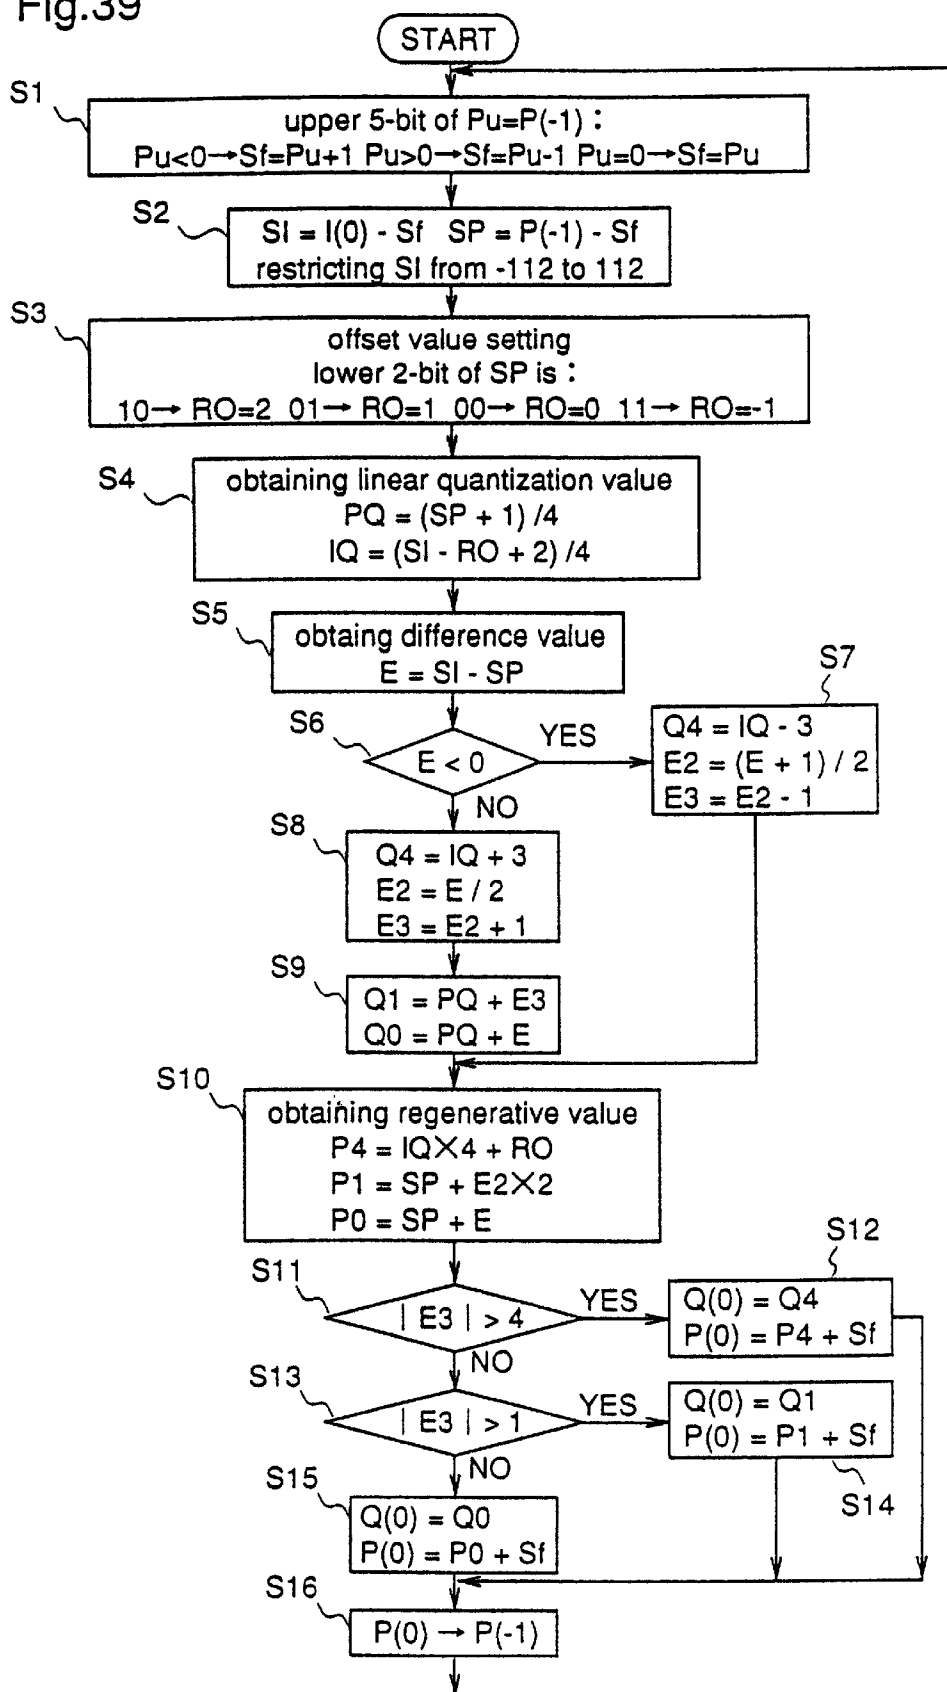 Fig.39
START
S1
upper 5-bit of Pu=P(-1) :
Pu<0→Sf=Pu+1 Pu>0→Sf=Pu-1 Pu=0→Sf=Pu
S2
SI = I(0) - Sf SP = P(-1) - Sf
restricting SI from -112 to 112
S3
offset value setting
lower 2-bit of SP is :
10→ RO=2 01→ RO=1 00→ RO=0 11→ RO=-1
S4
obtaining linear quantization value
PQ = (SP + 1) /4
IQ = (SI - RO + 2) /4
S5
obtaing difference value
E = SI - SP
S6
E < 0
YES
NO
S7
Q4 = IQ - 3
E2 = (E + 1) / 2
E3 = E2 - 1
S8
Q4 = IQ + 3
E2 = E / 2
E3 = E2 + 1
S9
Q1 = PQ + E3
Q0 = PQ + E
S10
obtaining regenerative value
P4 = IQ×4 + RO
P1 = SP + E2×2
P0 = SP + E
S11
| E3 | > 4
YES
NO
S12
Q(0) = Q4
P(0) = P4 + Sf
S13
| E3 | > 1
YES
NO
Q(0) = Q1
P(0) = P1 + Sf
S14
S15
Q(0) = Q0
P(0) = P0 + Sf
S16
P(0) → P(-1)